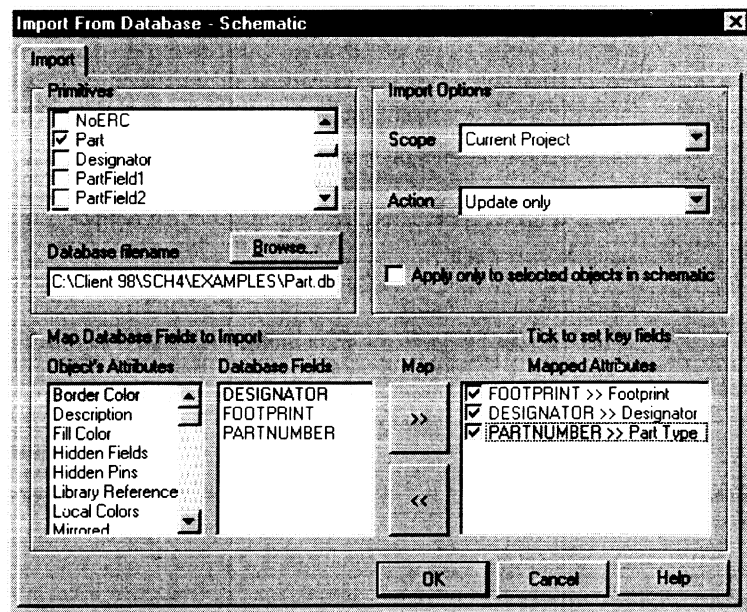 Import From Database - Schematic
Import
Primitives
NoERC
Part
Designator
PartField1
PartField2
Database filename
Browse...
C:\Client 98\SCH4\EXAMPLES\Part.db
Import Options
Scope
Current Project
Action
Update only
Apply only to selected objects in schematic
Map Database Fields to Import
Tick to set key fields
Object's Attributes
Border Color
Description
Fill Color
Hidden Fields
Hidden Pins
Library Reference
Local Colors
Mirrored
Database Fields
DESIGNATOR
FOOTPRINT
PARTNUMBER
Map
>>
<<
Mapped Attributes
FOOTPRINT >> Footprint
DESIGNATOR >> Designator
PARTNUMBER >> Part Type
OK
Cancel
Help